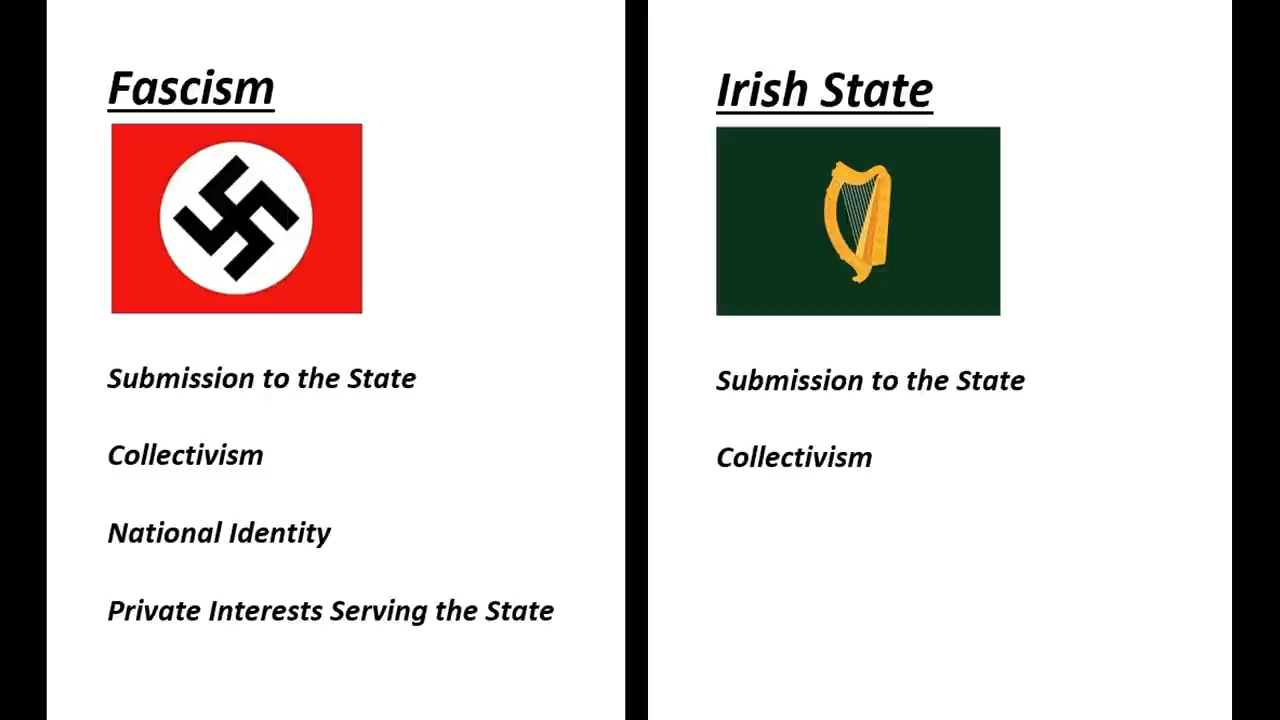 Fascism
Submission to the State
Collectivism
National Identity
Private Interests Serving the State
Irish State
Submission to the State
Collectivism